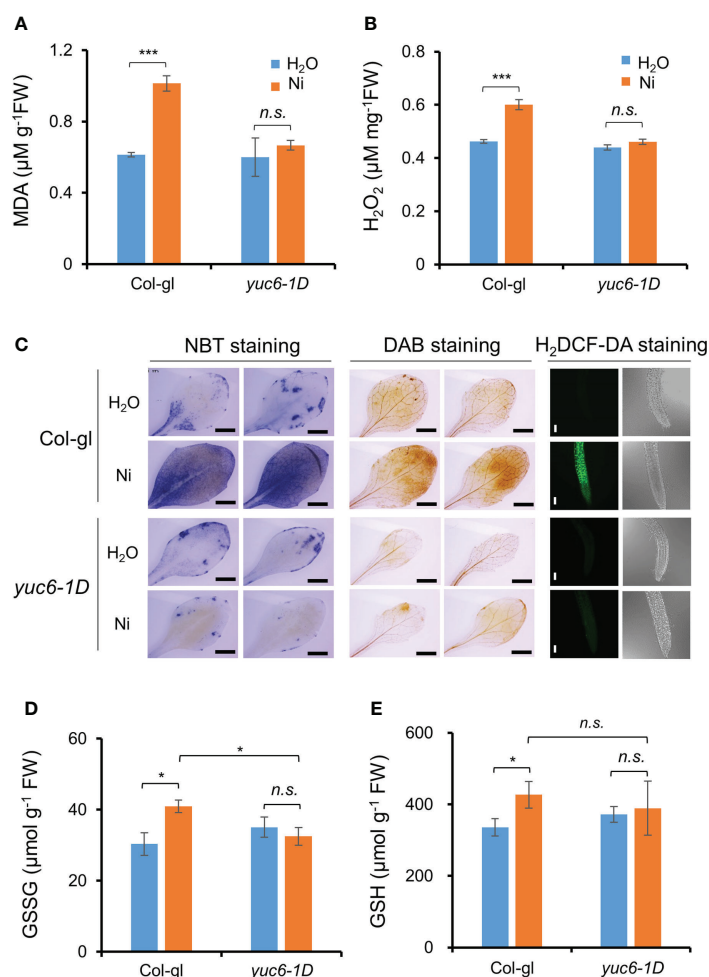 A
MDA (µM g⁻¹FW)
1.2
0.8
0.4
0
***
n.s.
H₂O
Ni
Col-gl
yuc6-1D
B
H₂O₂ (µM mg⁻¹FW)
0.8
0.6
0.4
0.2
0
***
n.s.
H₂O
Ni
Col-gl
yuc6-1D
C
NBT staining
DAB staining
H₂DCF-DA staining
Col-gl
H₂O
Ni
yuc6-1D
H₂O
Ni
D
GSSG (µmol g⁻¹ FW)
60
40
20
0
*
*
n.s.
Col-gl
yuc6-1D
E
GSH (µmol g⁻¹ FW)
600
400
200
0
n.s.
*
n.s.
Col-gl
yuc6-1D